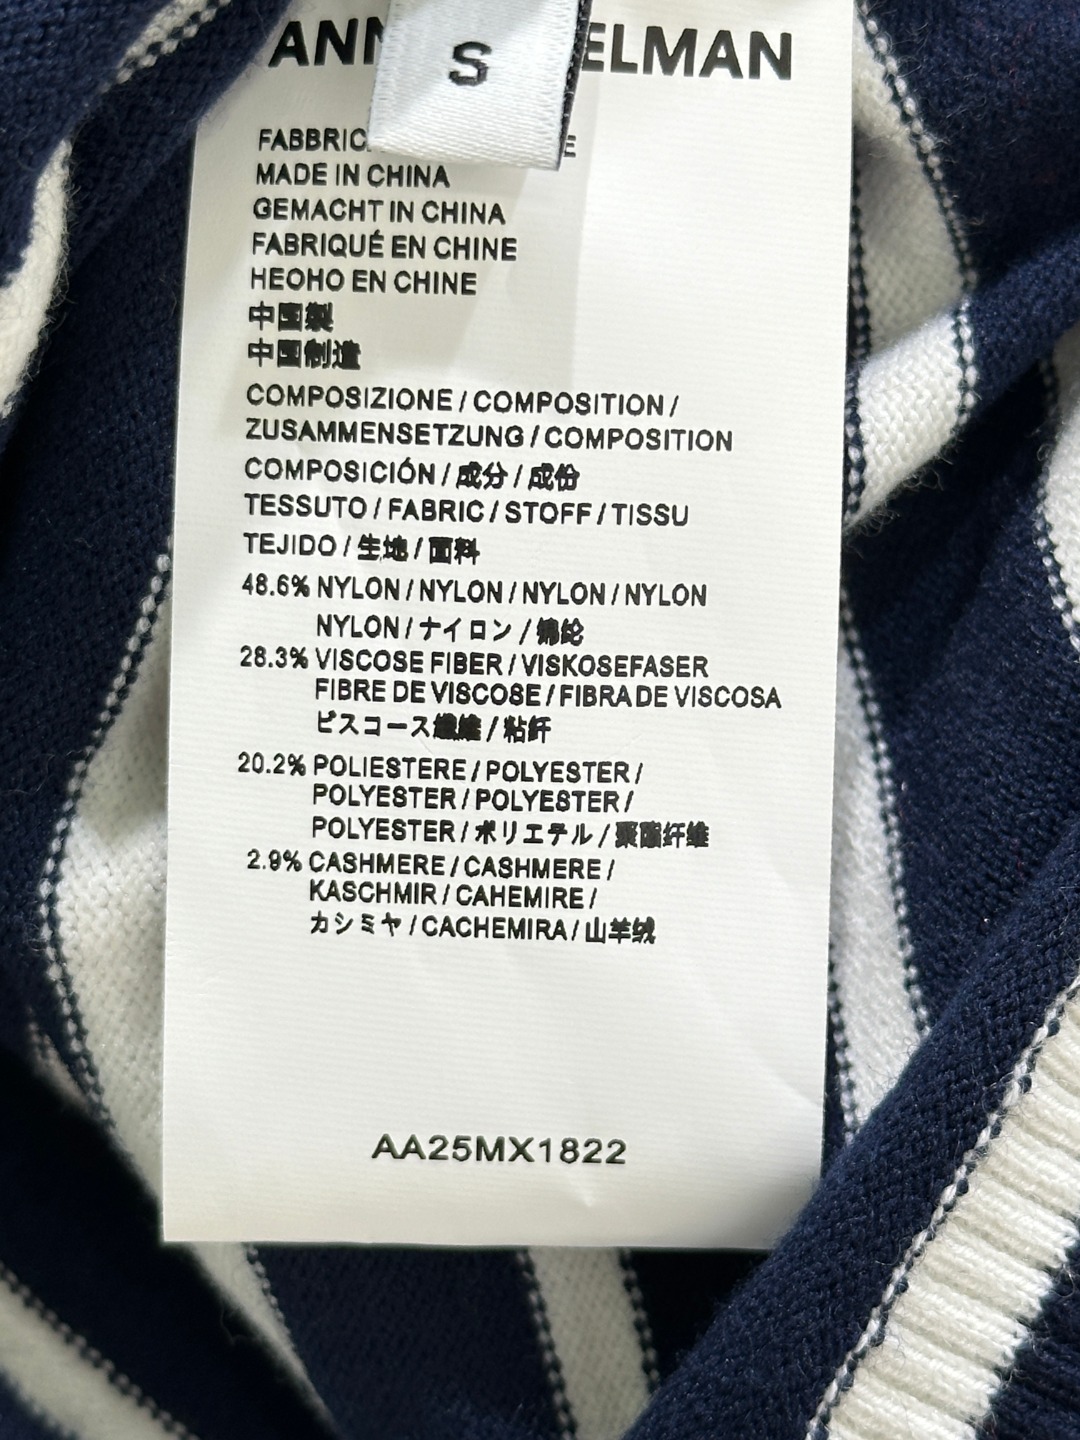 S
ELMAN
MADE IN CHINA
GEMACHT IN CHINA
FABRIQUÉ EN CHINE
HEOHO EN CHINE
中国製
中国制造
COMPOSIZIONE / COMPOSITION /
ZUSAMMENSETZUNG / COMPOSITION
COMPOSICIÓN / 成分 / 成份
TESSUTO / FABRIC / STOFF / TISSU
TEJIDO / 生地 / 面料
48.6% NYLON / NYLON / NYLON / NYLON
NYLON / ナイロン / 锦纶
28.3% VISCOSE FIBER / VISKOSEFASER
FIBRE DE VISCOSE / FIBRA DE VISCOSA
ビスコース繊維 / 粘纤
20.2% POLIESTERE / POLYESTER /
POLYESTER / POLYESTER /
POLYESTER / ポリエテル / 聚酯纤维
2.9% CASHMERE / CASHMERE /
KASCHMIR / CAHEMIRE /
カシミヤ / CACHEMIRA / 山羊绒
AA25MX1822